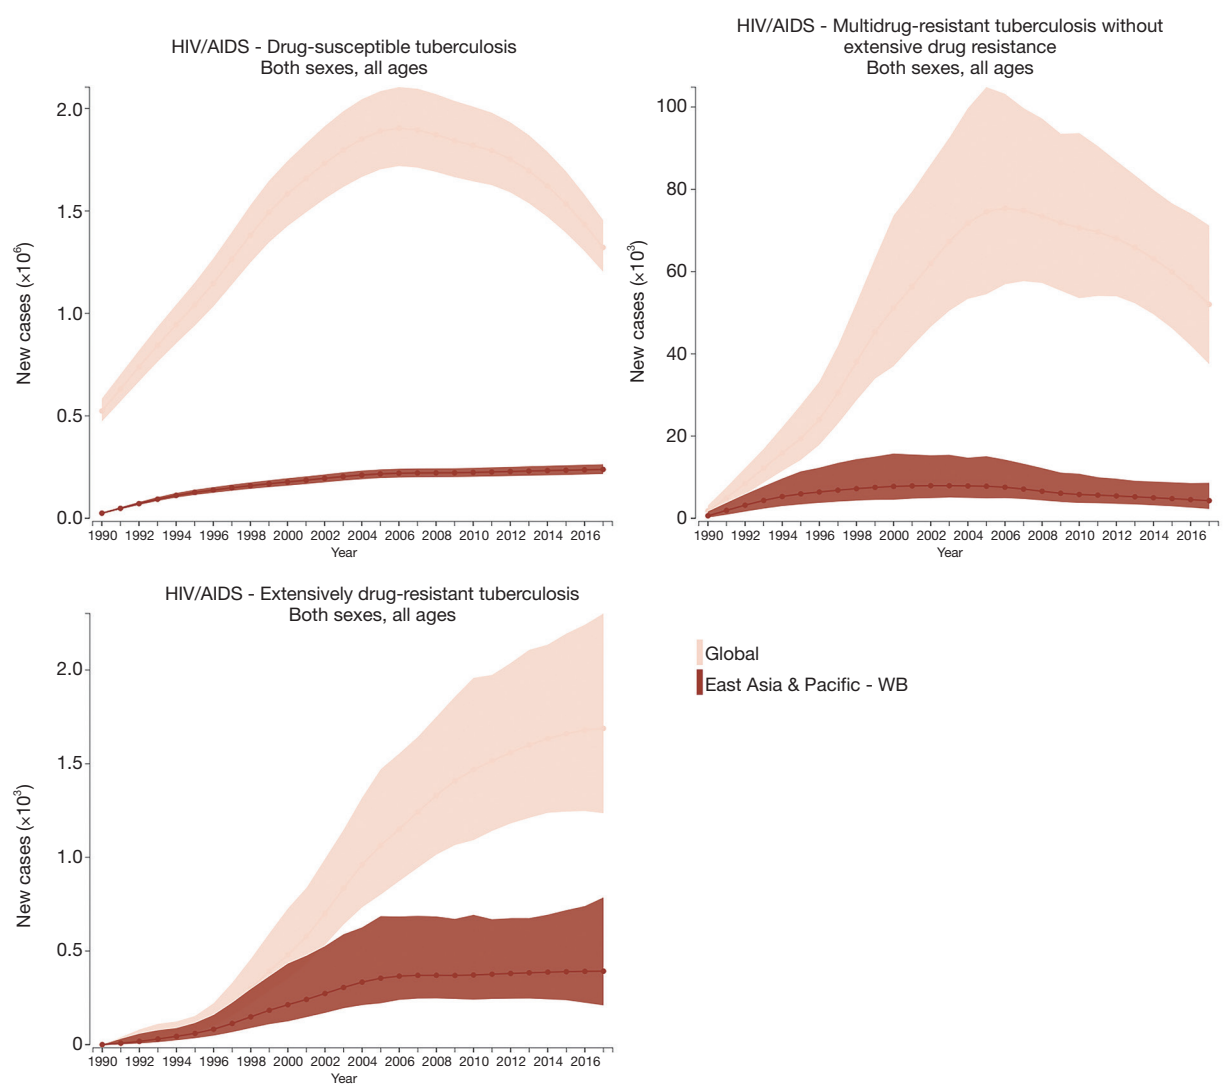 HIV/AIDS - Drug-susceptible tuberculosis
Both sexes, all ages
New cases (×10⁶)
2.0
1.5
1.0
0.5
0.0
1990 1992 1994 1996 1998 2000 2002 2004 2006 2008 2010 2012 2014 2016
Year
HIV/AIDS - Multidrug-resistant tuberculosis without
extensive drug resistance
Both sexes, all ages
New cases (×10³)
100
80
60
40
20
0
1990 1992 1994 1996 1998 2000 2002 2004 2006 2008 2010 2012 2014 2016
Year
HIV/AIDS - Extensively drug-resistant tuberculosis
Both sexes, all ages
New cases (×10³)
2.0
1.5
1.0
0.5
0
1990 1992 1994 1996 1998 2000 2002 2004 2006 2008 2010 2012 2014 2016
Year
Global
East Asia & Pacific - WB